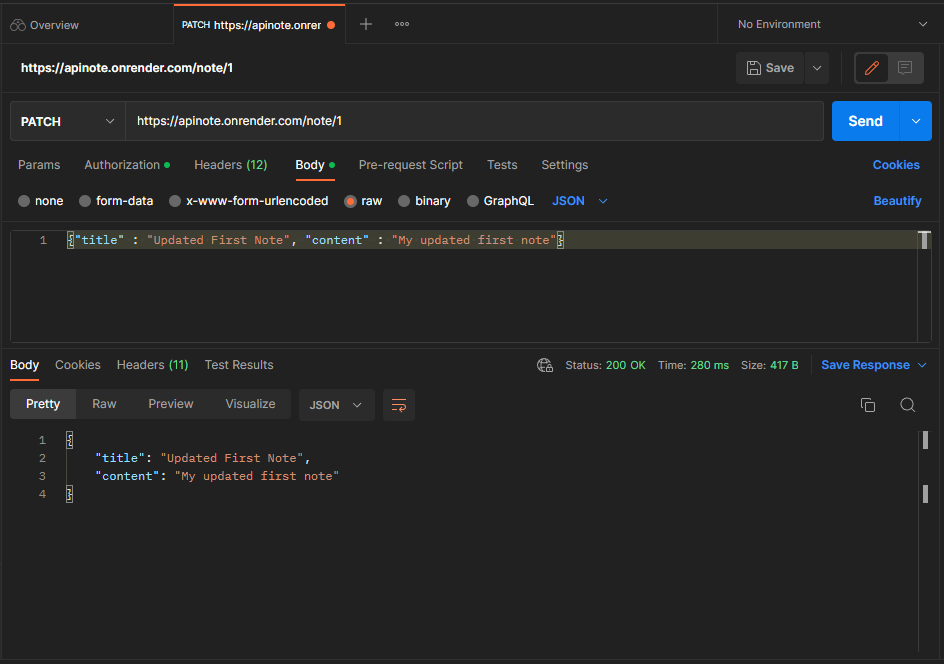 Overview
PATCH https://apinote.onrer
No Environment
https://apinote.onrender.com/note/1
Save
PATCH
https://apinote.onrender.com/note/1
Send
Params Authorization Headers (12) Body Pre-request Script Tests Settings Cookies
none form-data x-www-form-urlencoded raw binary GraphQL JSON Beautify
1 {"title" : "Updated First Note", "content" : "My updated first note"}
Body Cookies Headers (11) Test Results Status: 200 OK Time: 280 ms Size: 417 B Save Response
Pretty Raw Preview Visualize JSON
1 {
2 "title": "Updated First Note",
3 "content": "My updated first note"
4 }